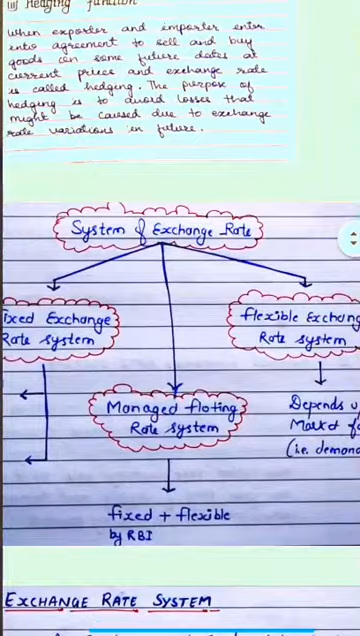 (iii) Hedging function
When exporter and importer enter
into agreement to sell and buy
goods on some future dates at
current prices and exchange rate
is called hedging. The purpose of
hedging is to avoid losses that
might be caused due to exchange
rate variations in future.
System of Exchange Rate
ixed Exchange
Rate system
flexible Exchang
Rate system
Managed floting
Rate system
Depends u
Market fo
(i.e. deman
fixed + flexible
by RBI
EXCHANGE RATE SYSTEM